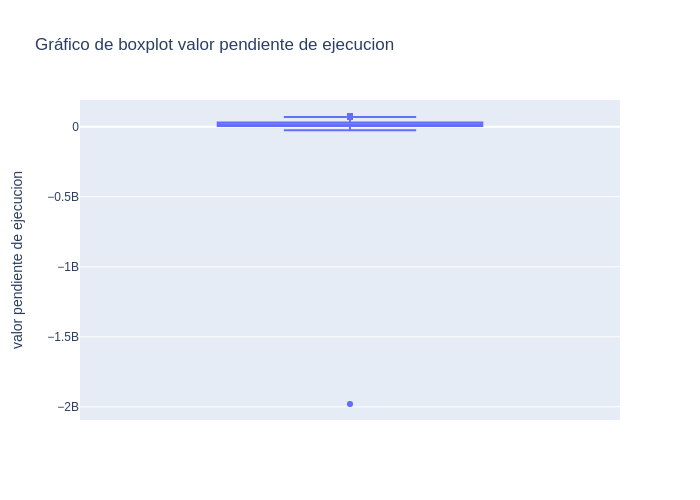 Gráfico de boxplot valor pendiente de ejecucion
valor pendiente de ejecucion
0
−0.5B
−1B
−1.5B
−2B